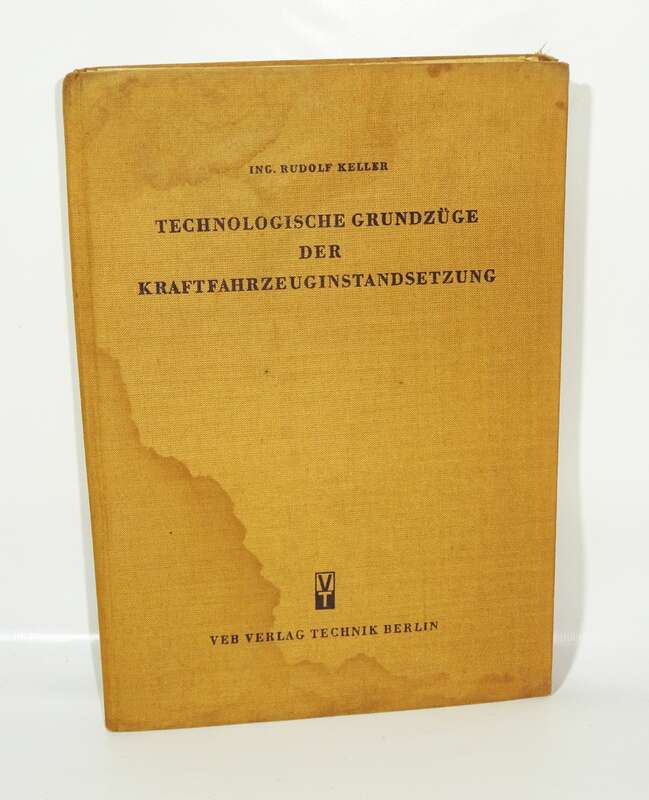 ING. RUDOLF KELLER
TECHNOLOGISCHE GRUNDZÜGE
DER
KRAFTFAHRZEUGINSTANDSETZUNG
VT
VEB VERLAG TECHNIK BERLIN